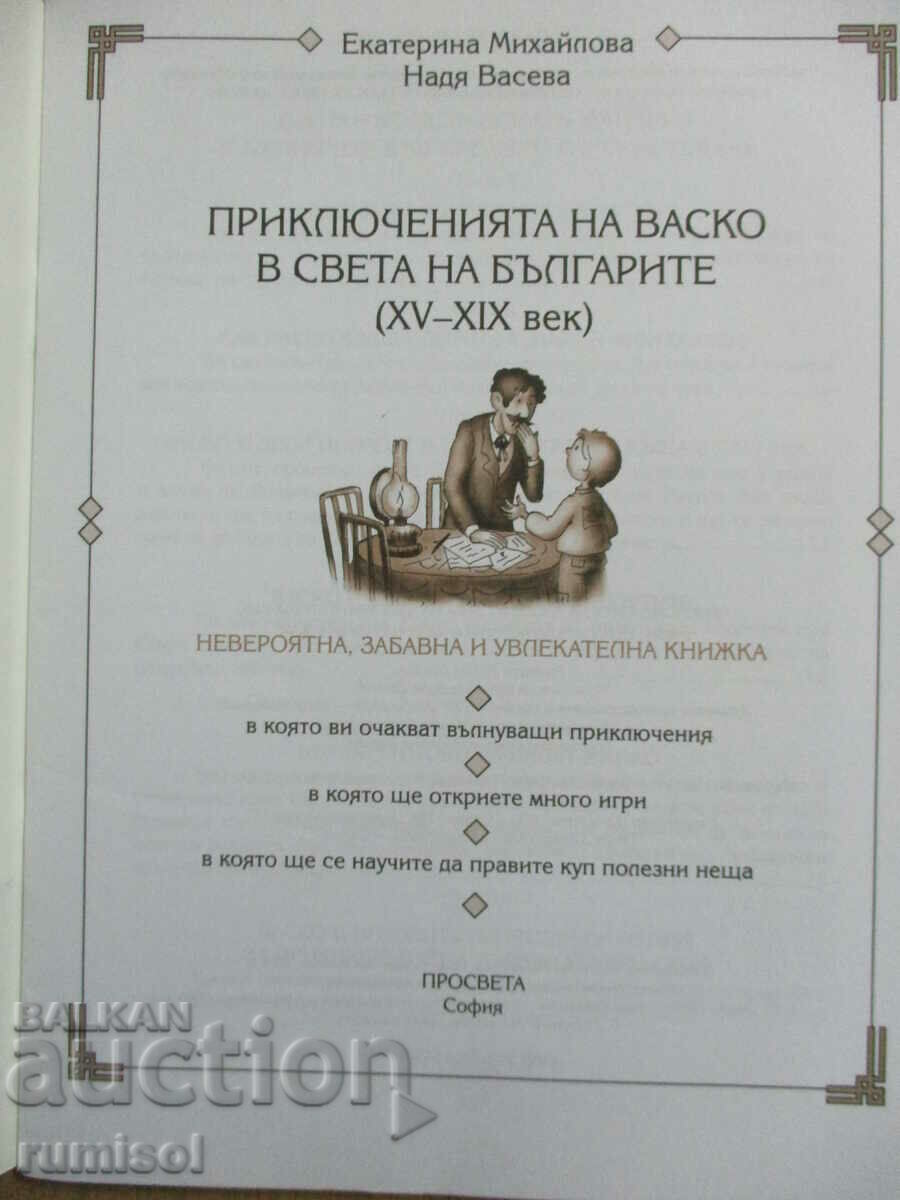 Екатерина Михайлова
Надя Васева
ПРИКЛЮЧЕНИЯТА НА ВАСКО
В СВЕТА НА БЪЛГАРИТЕ
(XV–XIX век)
НЕВЕРОЯТНА, ЗАБАВНА И УВЛЕКАТЕЛНА КНИЖКА
в която ви очакват вълнуващи приключения
в която ще откриете много игри
в която ще се научите да правите куп полезни неща
ПРОСВЕТА
София
BALKAN
auction
rumisol